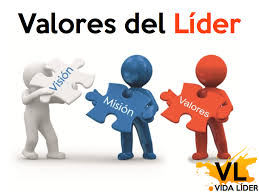 Valores del Líder
Visión
Misión
Valores
VL
VIDA LÍDER